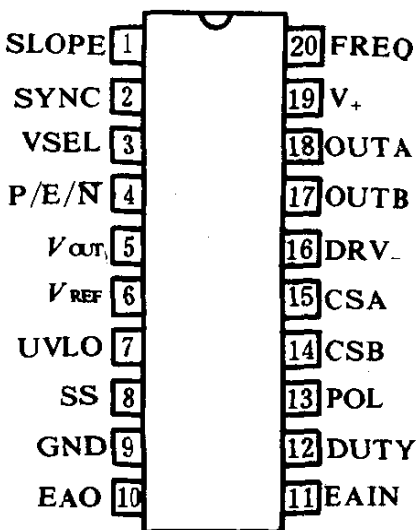 SLOPE 1 20 FREQ
SYNC 2 19 V+
VSEL 3 18 OUTA
P/E/N̅ 4 17 OUTB
VOUT 5 16 DRV-
VREF 6 15 CSA
UVLO 7 14 CSB
SS 8 13 POL
GND 9 12 DUTY
EAO 10 11 EAIN